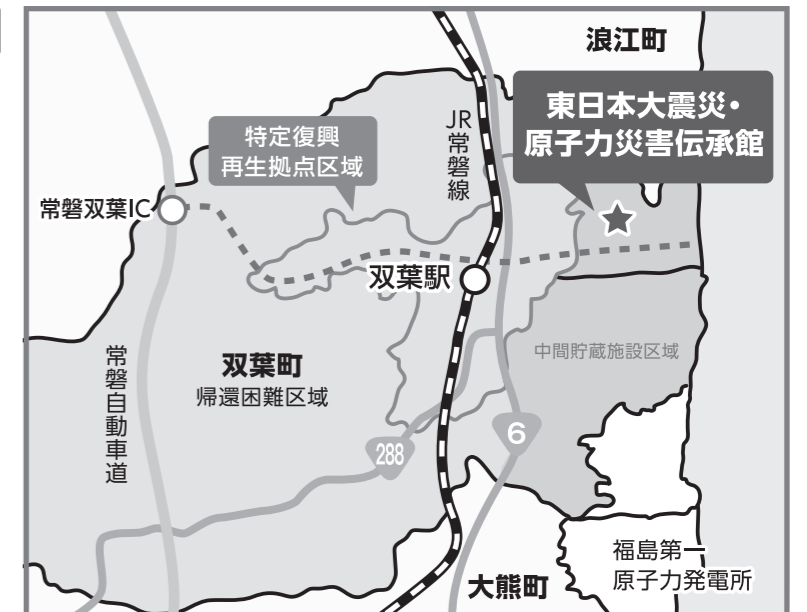 浪江町
東日本大震災・
原子力災害伝承館
JR常磐線
特定復興
再生拠点区域
常磐双葉IC
双葉駅
中間貯蔵施設区域
双葉町
帰還困難区域
常磐自動車道
6
288
福島第一
原子力発電所
大熊町